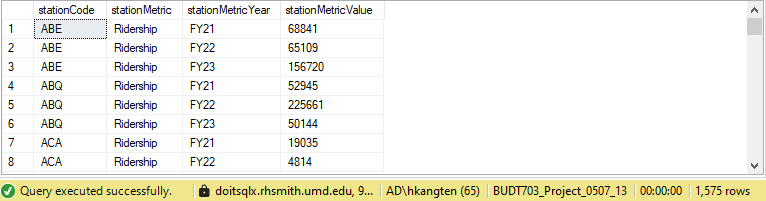 stationCode stationMetric stationMetricYear stationMetricValue
1 ABE Ridership FY21 68841
2 ABE Ridership FY22 65109
3 ABE Ridership FY23 156720
4 ABQ Ridership FY21 52945
5 ABQ Ridership FY22 225661
6 ABQ Ridership FY23 50144
7 ACA Ridership FY21 19035
8 ACA Ridership FY22 4814
Query executed successfully. doitsqlx.rhsmith.umd.edu, 9... AD\hkangten (65) BUDT703_Project_0507_13 00:00:00 1,575 rows